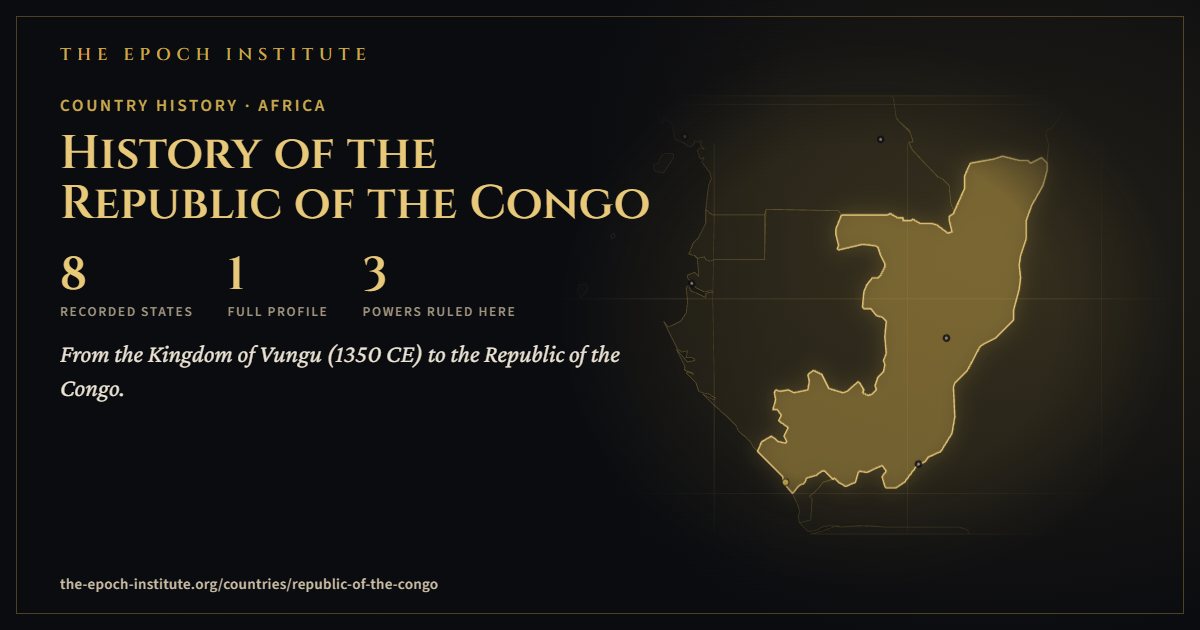 THE EPOCH INSTITUTE
COUNTRY HISTORY · AFRICA
History of the
Republic of the Congo
8
RECORDED STATES
1
FULL PROFILE
3
POWERS RULED HERE
From the Kingdom of Vungu (1350 CE) to the Republic of the
Congo.
the-epoch-institute.org/countries/republic-of-the-congo